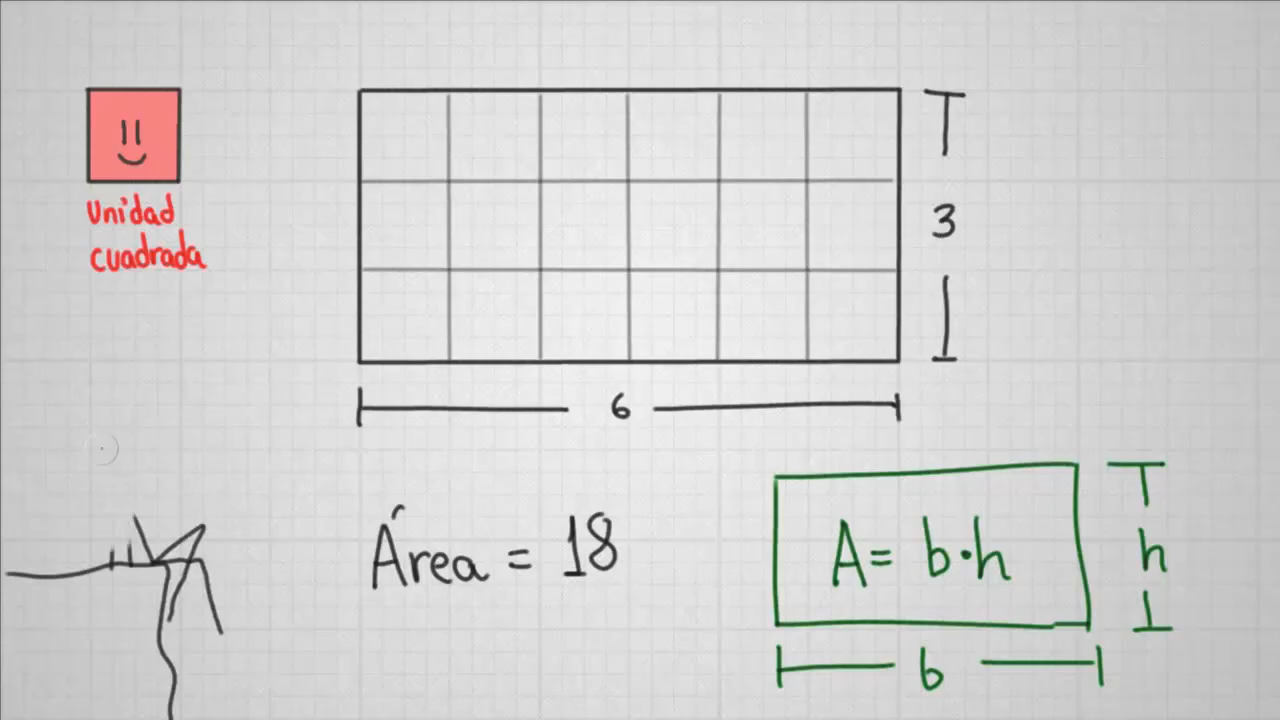 unidad
cuadrada
3
6
Área = 18
A= b·h
h
b